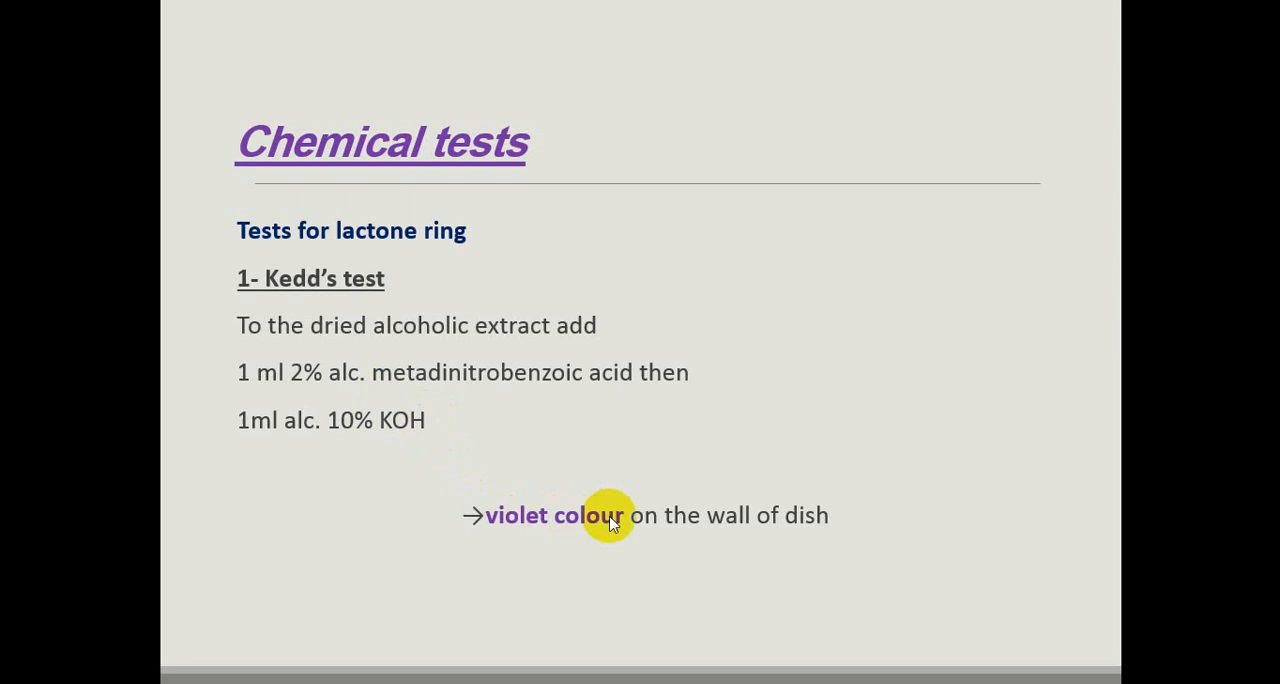 Chemical tests
Tests for lactone ring
1- Kedd’s test
To the dried alcoholic extract add
1 ml 2% alc. metadinitrobenzoic acid then
1ml alc. 10% KOH
→violet colour on the wall of dish